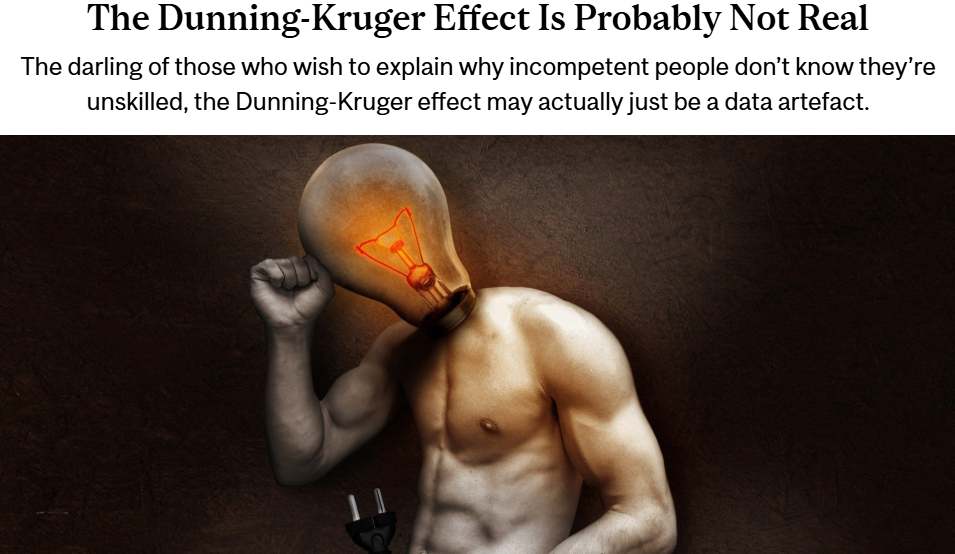 The Dunning-Kruger Effect Is Probably Not Real
The darling of those who wish to explain why incompetent people don’t know they’re
unskilled, the Dunning-Kruger effect may actually just be a data artefact.